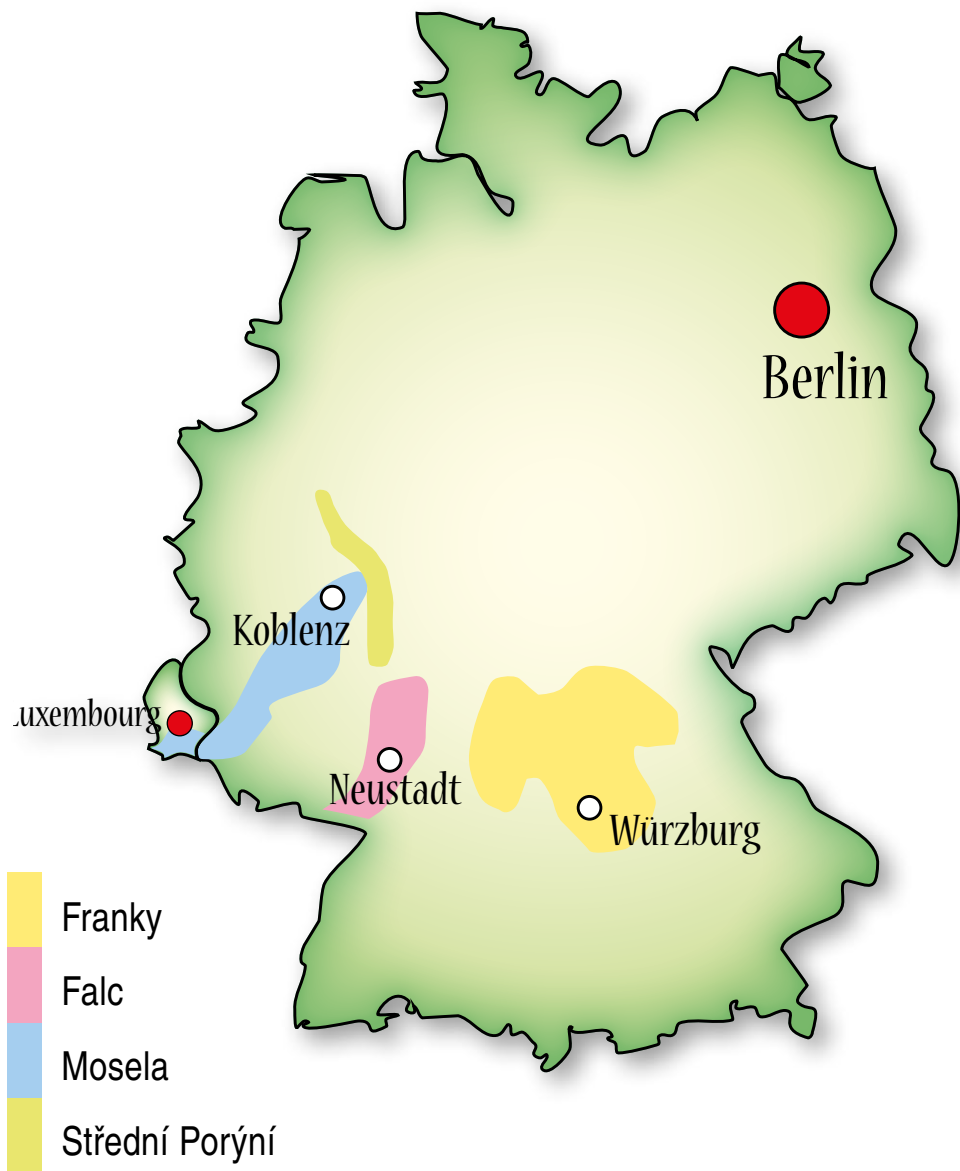 Berlin
Koblenz
uxembourg
Neustadt
Würzburg
Franky
Falc
Mosela
Střední Porýní